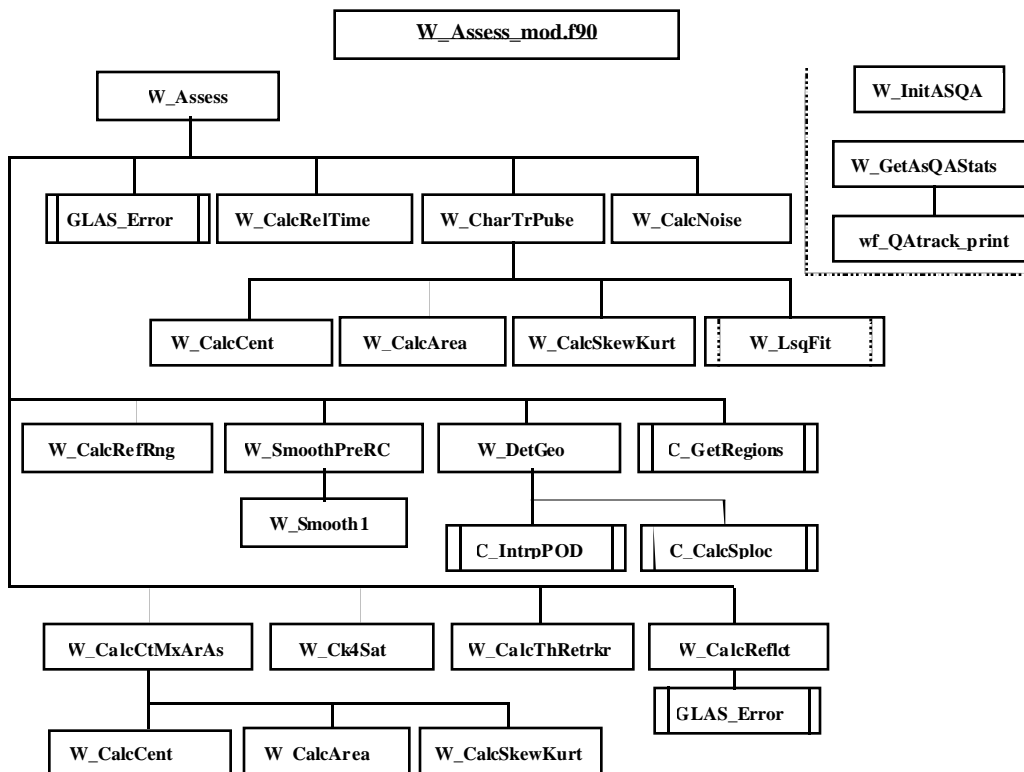 W_Assess_mod.f90
W_Assess
W_InitASQA
W_GetAsQAStats
wf_QAtrack_print
GLAS_Error
W_CalcRelTime
W_CharTrPulse
W_CalcNoise
W_CalcCent
W_CalcArea
W_CalcSkewKurt
W_LsqFit
W_CalcRefRng
W_SmoothPreRC
W_DetGeo
C_GetRegions
W_Smooth1
C_IntrpPOD
C_CalcSploc
W_CalcCtMxArAs
W_Ck4Sat
W_CalcThRetrkr
W_CalcReflct
GLAS_Error
W_CalcCent
W_CalcArea
W_CalcSkewKurt